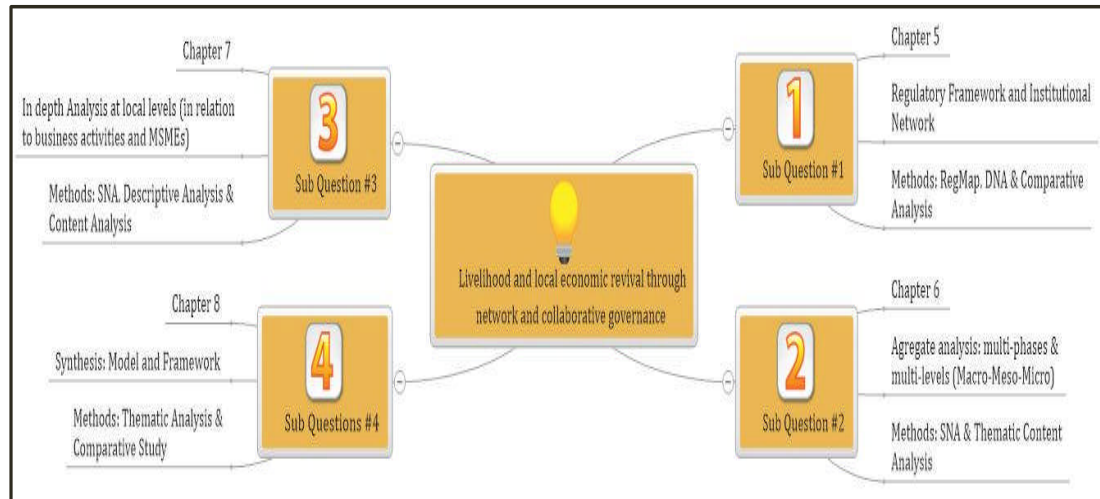 Chapter 7
In depth Analysis at local levels (in relation
to business activities and MSMEs)
Methods: SNA. Descriptive Analysis &
Content Analysis
3
Sub Question #3
Chapter 5
Regulatory Framework and Institutional
Network
Methods: RegMap. DNA & Comparative
Analysis
1
Sub Question #1
Livelihood and local economic revival through
network and collaborative governance
Chapter 8
Synthesis: Model and Framework
Methods: Thematic Analysis &
Comparative Study
4
Sub Questions #4
Chapter 6
Agregate analysis: multi-phases &
multi-levels (Macro-Meso-Micro)
Methods: SNA & Thematic Content
Analysis
2
Sub Question #2